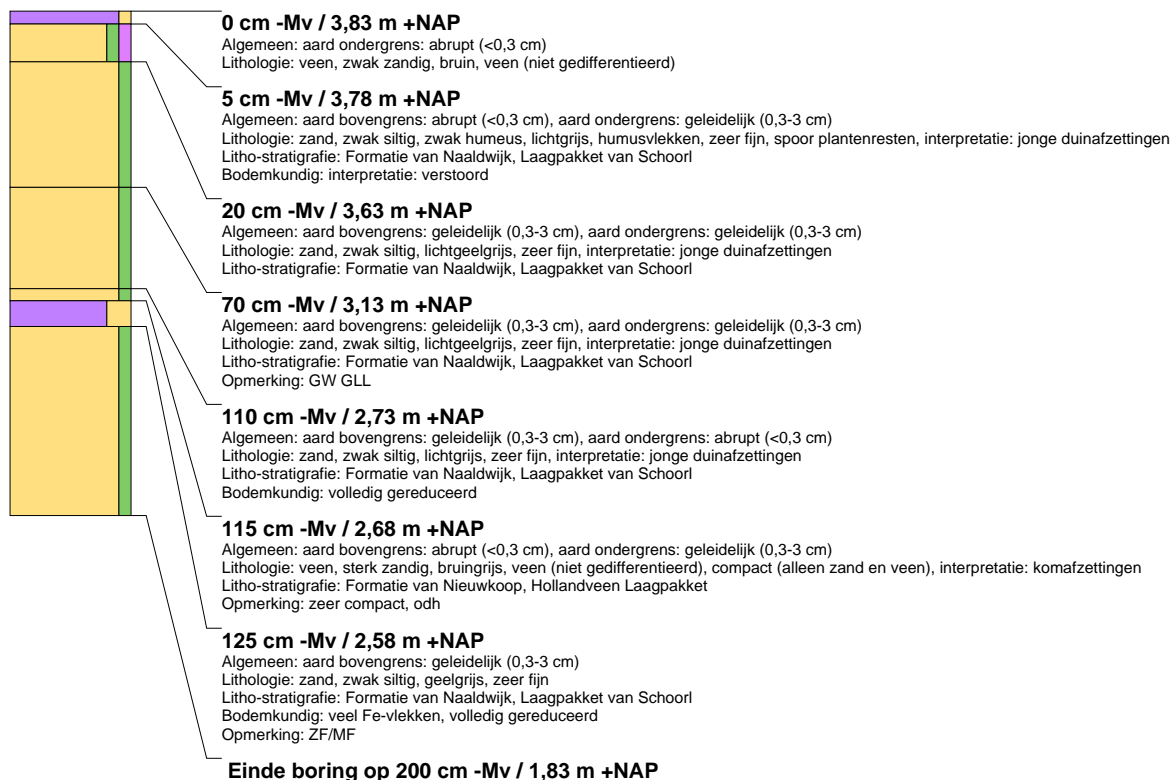 0 cm -Mv / 3,83 m +NAP
Algemeen: aard ondergrens: abrupt (<0,3 cm)
Lithologie: veen, zwak zandig, bruin, veen (niet gedifferentieerd)
5 cm -Mv / 3,78 m +NAP
Algemeen: aard bovengrens: abrupt (<0,3 cm), aard ondergrens: geleidelijk (0,3-3 cm)
Lithologie: zand, zwak siltig, zwak humeus, lichtgrijs, humusvlekken, zeer fijn, spoor plantenresten, interpretatie: jonge duinafzettingen
Litho-stratigrafie: Formatie van Naaldwijk, Laagpakket van Schoorl
Bodemkundig: interpretatie: verstoord
20 cm -Mv / 3,63 m +NAP
Algemeen: aard bovengrens: geleidelijk (0,3-3 cm), aard ondergrens: geleidelijk (0,3-3 cm)
Lithologie: zand, zwak siltig, lichtgeelgrijs, zeer fijn, interpretatie: jonge duinafzettingen
Litho-stratigrafie: Formatie van Naaldwijk, Laagpakket van Schoorl
70 cm -Mv / 3,13 m +NAP
Algemeen: aard bovengrens: geleidelijk (0,3-3 cm), aard ondergrens: geleidelijk (0,3-3 cm)
Lithologie: zand, zwak siltig, lichtgeelgrijs, zeer fijn, interpretatie: jonge duinafzettingen
Litho-stratigrafie: Formatie van Naaldwijk, Laagpakket van Schoorl
Opmerking: GW GLL
110 cm -Mv / 2,73 m +NAP
Algemeen: aard bovengrens: geleidelijk (0,3-3 cm), aard ondergrens: abrupt (<0,3 cm)
Lithologie: zand, zwak siltig, lichtgrijs, zeer fijn, interpretatie: jonge duinafzettingen
Litho-stratigrafie: Formatie van Naaldwijk, Laagpakket van Schoorl
Bodemkundig: volledig gereduceerd
115 cm -Mv / 2,68 m +NAP
Algemeen: aard bovengrens: abrupt (<0,3 cm), aard ondergrens: geleidelijk (0,3-3 cm)
Lithologie: veen, sterk zandig, bruingrijs, veen (niet gedifferentieerd), compact (alleen zand en veen), interpretatie: komafzettingen
Litho-stratigrafie: Formatie van Nieuwkoop, Hollandveen Laagpakket
Opmerking: zeer compact, odh
125 cm -Mv / 2,58 m +NAP
Algemeen: aard bovengrens: geleidelijk (0,3-3 cm)
Lithologie: zand, zwak siltig, geelgrijs, zeer fijn
Litho-stratigrafie: Formatie van Naaldwijk, Laagpakket van Schoorl
Bodemkundig: veel Fe-vlekken, volledig gereduceerd
Opmerking: ZF/MF
Einde boring op 200 cm -Mv / 1,83 m +NAP